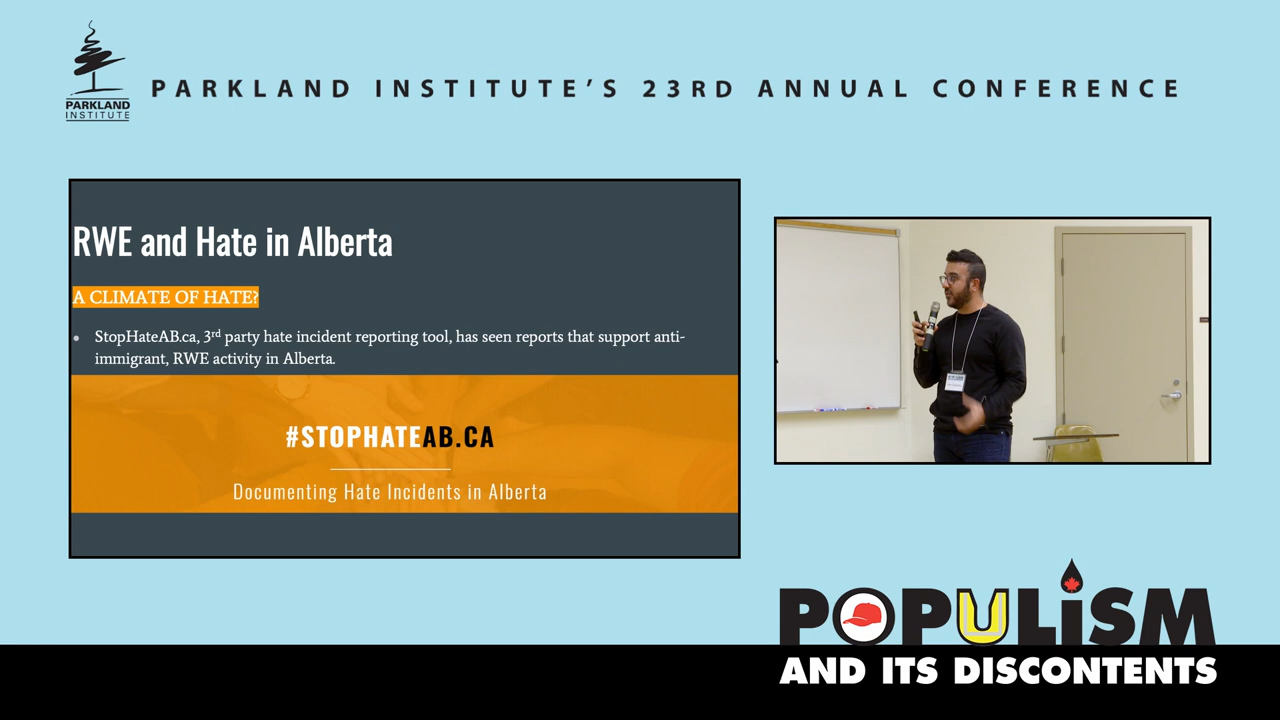 PARKLAND
INSTITUTE
PARKLAND INSTITUTE'S 23RD ANNUAL CONFERENCE
RWE and Hate in Alberta
A CLIMATE OF HATE?
StopHateAB.ca, 3rd party hate incident reporting tool, has seen reports that support anti-
immigrant, RWE activity in Alberta.
#STOPHATEAB.CA
Documenting Hate Incidents in Alberta
POPULiSM
AND ITS DISCONTENTS